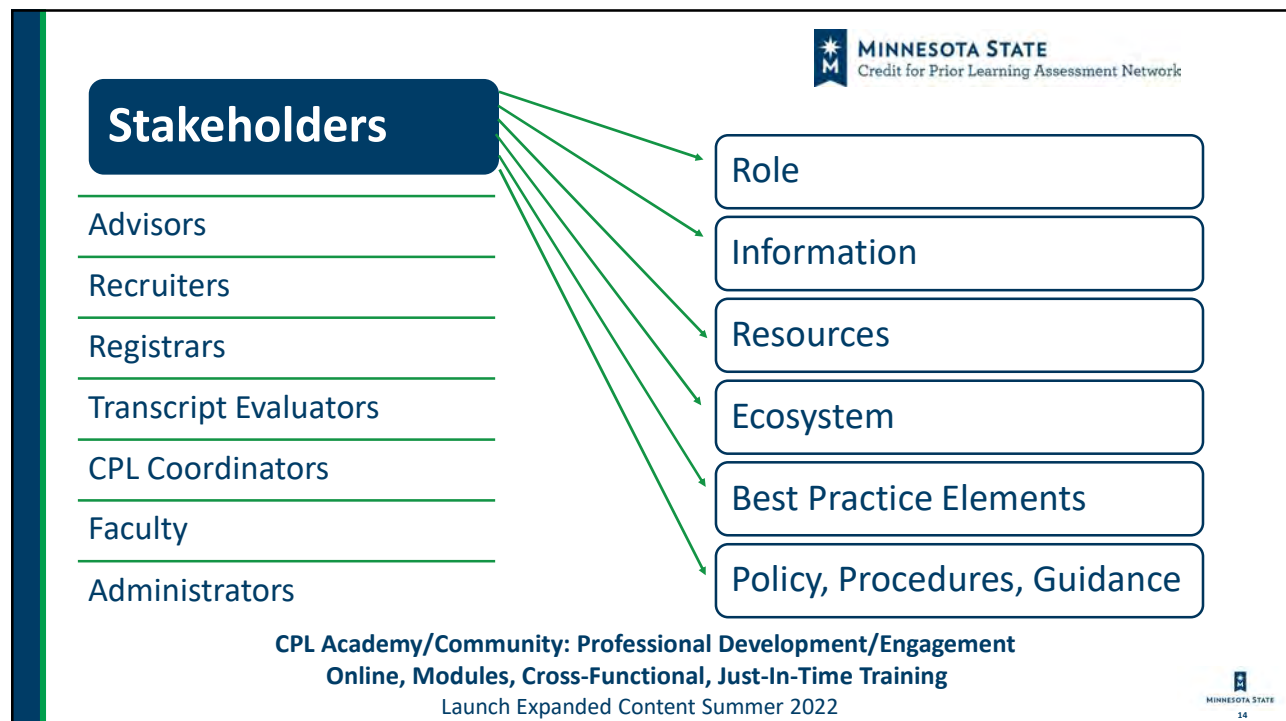 MINNESOTA STATE
Credit for Prior Learning Assessment Network
Stakeholders
Advisors
Recruiters
Registrars
Transcript Evaluators
CPL Coordinators
Faculty
Administrators
Role
Information
Resources
Ecosystem
Best Practice Elements
Policy, Procedures, Guidance
CPL Academy/Community: Professional Development/Engagement
Online, Modules, Cross-Functional, Just-In-Time Training
Launch Expanded Content Summer 2022
MINNESOTA STATE
14